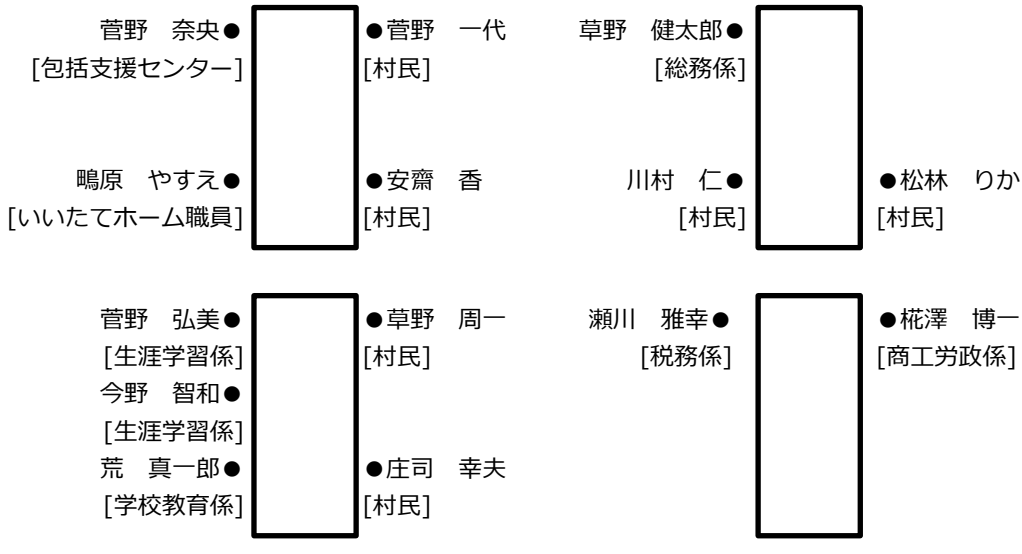 菅野　奈央●
●菅野　一代
[包括支援センター]
[村民]
鴫原　やすえ●
●安齋　香
[いいたてホーム職員]
[村民]
草野　健太郎●
[総務係]
川村　仁●
●松林　りか
[村民]
[村民]
菅野　弘美●
●草野　周一
[生涯学習係]
[村民]
今野　智和●
[生涯学習係]
荒　真一郎●
●庄司　幸夫
[学校教育係]
[村民]
瀬川　雅幸●
●椛澤　博一
[税務係]
[商工労政係]